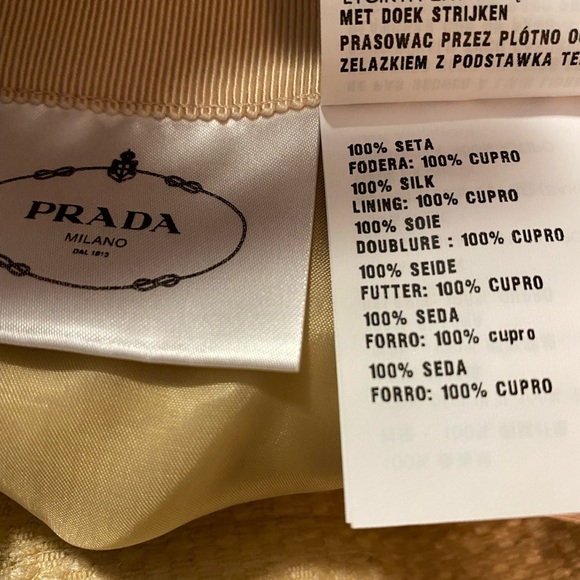 PRADA
MILANO
DAL 1913
MET DOEK STRIJKEN
PRASOWAC PRZEZ PLÓTNO
ZELAZKIEM Z PODSTAWKA
100% SETA
FODERA: 100% CUPRO
100% SILK
LINING: 100% CUPRO
100% SOIE
DOUBLURE : 100% CUPRO
100% SEIDE
FUTTER: 100% CUPRO
100% SEDA
FORRO: 100% cupro
100% SEDA
FORRO: 100% CUPRO